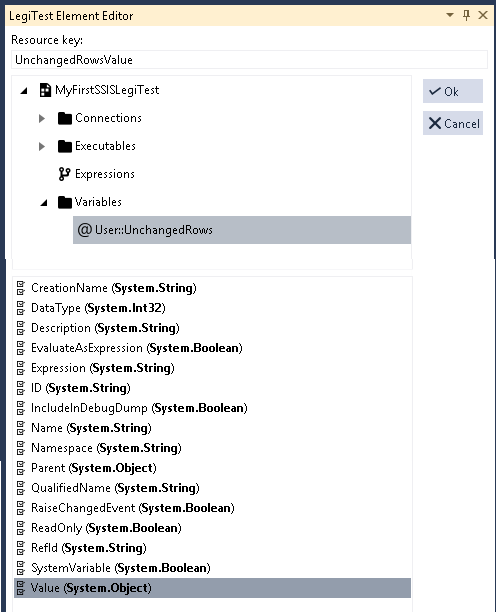 LegiTest Element Editor
Resource key:
UnchangedRowsValue
MyFirstSSISLegiTest
Ok
Connections
Cancel
Executables
Expressions
Variables
@ User::UnchangedRows
CreationName (System.String)
DataType (System.Int32)
Description (System.String)
EvaluateAsExpression (System.Boolean)
Expression (System.String)
ID (System.String)
IncludeInDebugDump (System.Boolean)
Name (System.String)
Namespace (System.String)
Parent (System.Object)
QualifiedName (System.String)
RaiseChangedEvent (System.Boolean)
ReadOnly (System.Boolean)
RefId (System.String)
SystemVariable (System.Boolean)
Value (System.Object)